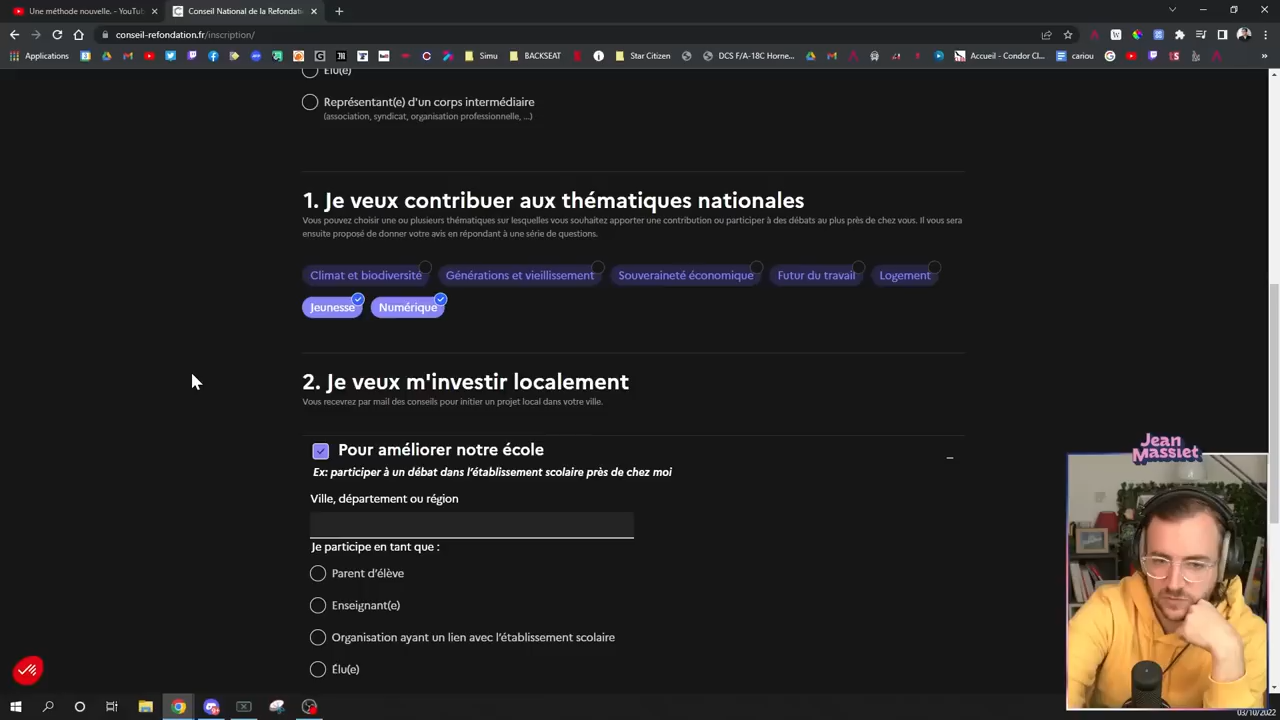 Une méthode nouvelle. - YouTu
Conseil National de la Refondati
conseil-refondation.fr/inscription/
Applications
Simu
BACKSEAT
Star Citizen
DCS F/A-18C Horne...
Accueil - Condor Cl...
cariou
Élu(e)
Représentant(e) d'un corps intermédiaire
(association, syndicat, organisation professionnelle, ...)
1. Je veux contribuer aux thématiques nationales
Vous pouvez choisir une ou plusieurs thématiques sur lesquelles vous souhaitez apporter une contribution ou participer à des débats au plus près de chez vous. Il vous sera
ensuite proposé de donner votre avis en répondant à une série de questions.
Climat et biodiversité
Générations et vieillissement
Souveraineté économique
Futur du travail
Logement
Jeunesse
Numérique
2. Je veux m'investir localement
Vous recevrez par mail des conseils pour initier un projet local dans votre ville.
Pour améliorer notre école
Ex: participer à un débat dans l'établissement scolaire près de chez moi
Ville, département ou région
Je participe en tant que :
Parent d'élève
Enseignant(e)
Organisation ayant un lien avec l'établissement scolaire
Élu(e)
Jean
Massiet
03/10/2022